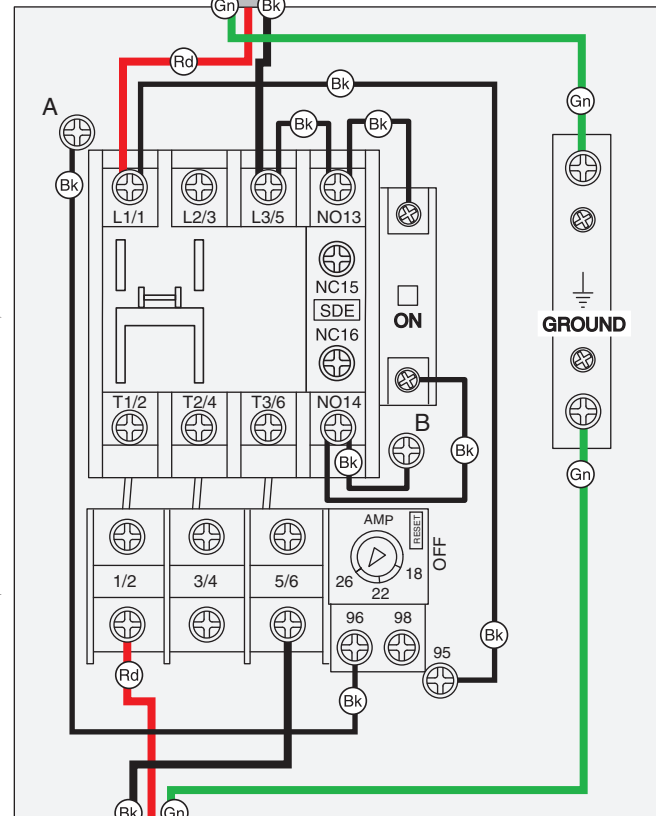 Gn Bk
Rd
Bk
Gn
A
Bk Bk
Bk
L1/1 L2/3 L3/5 NO13
NC15
SDE
ON
GROUND
NC16
T1/2 T2/4 T3/6 NO14
B
Bk Bk
Gn
AMP
RESET
OFF
26 22 18
1/2 3/4 5/6
96 98
Bk
95
Rd
Bk
Bk Gn